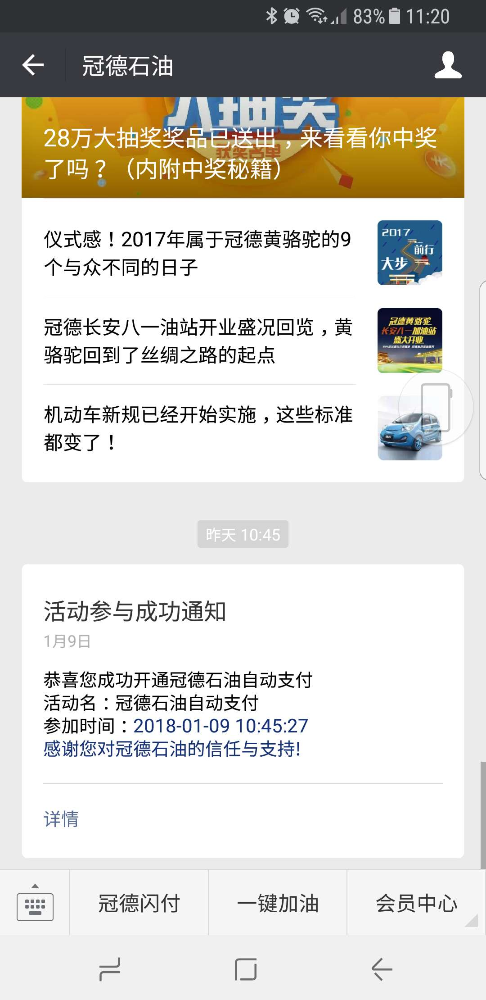 83% 11:20
冠德石油
大抽奖
获奖名单
28万大抽奖奖品已送出，来看看你中奖
了吗？（内附中奖秘籍）
仪式感！2017年属于冠德黄骆驼的9
个与众不同的日子
2017
前行
大步
冠德长安八一油站开业盛况回览，黄
骆驼回到了丝绸之路的起点
冠德黄骆驼
长安八一加油站
盛大开业
机动车新规已经开始实施，这些标准
都变了！
昨天 10:45
活动参与成功通知
1月9日
恭喜您成功开通冠德石油自动支付
活动名：冠德石油自动支付
参加时间：2018-01-09 10:45:27
感谢您对冠德石油的信任与支持!
详情
冠德闪付
一键加油
会员中心